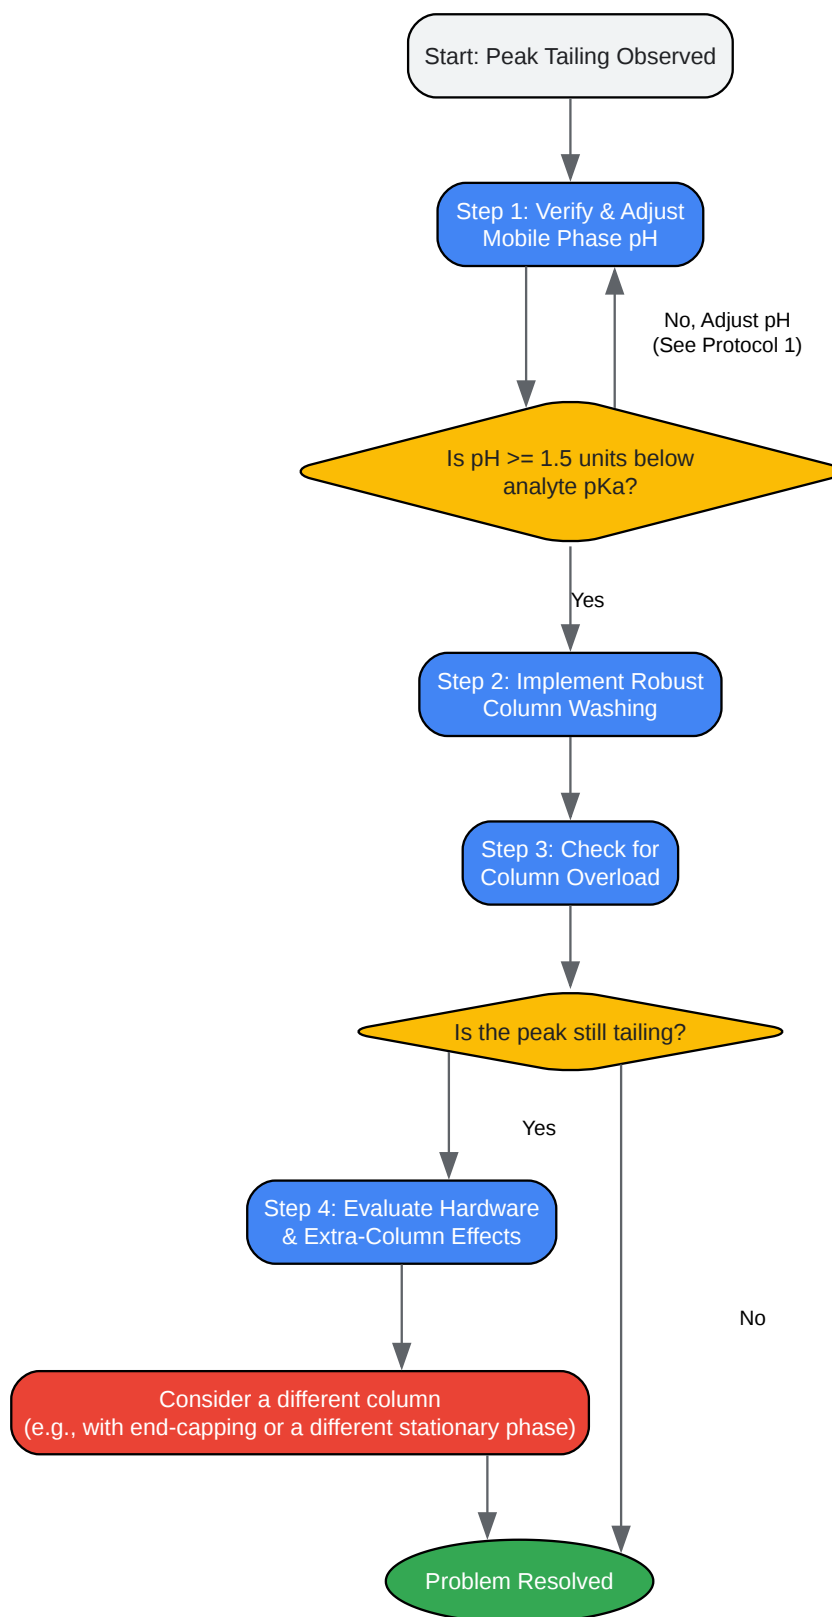 Start: Peak Tailing Observed
Step 1: Verify & Adjust
Mobile Phase pH
No, Adjust pH
(See Protocol 1)
Is pH >= 1.5 units below
analyte pKa?
Yes
Step 2: Implement Robust
Column Washing
Step 3: Check for
Column Overload
Is the peak still tailing?
Yes
Step 4: Evaluate Hardware
& Extra-Column Effects
No
Consider a different column
(e.g., with end-capping or a different stationary phase)
Problem Resolved